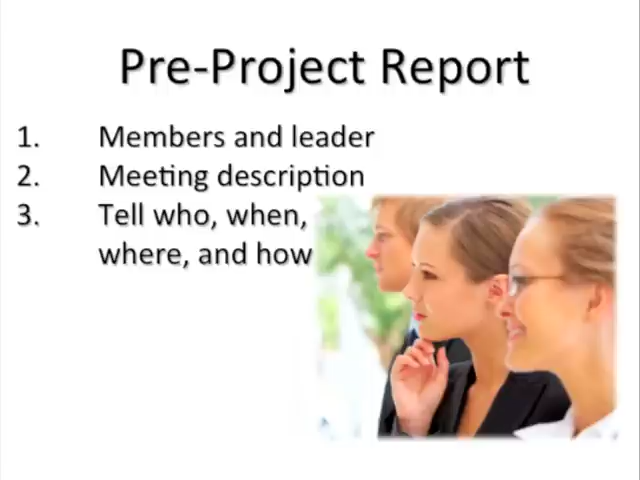 Pre-Project Report
1. Members and leader
2. Meeting description
3. Tell who, when,
where, and how